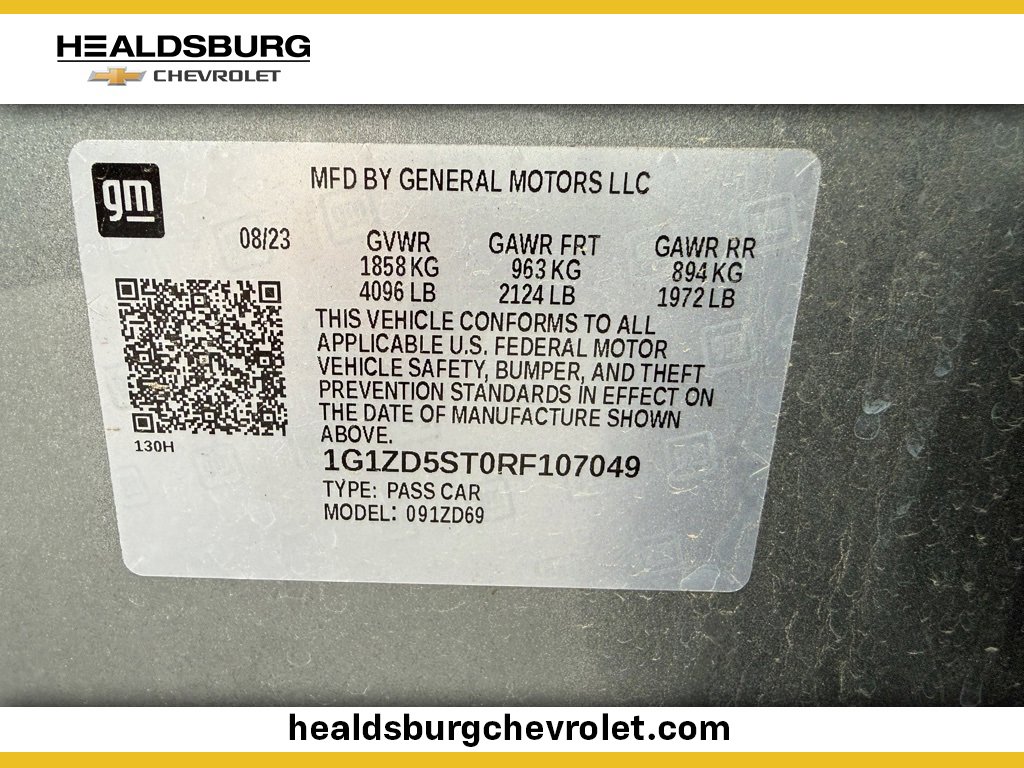 HEALDSBURG
CHEVROLET
gm
MFD BY GENERAL MOTORS LLC
08/23 GVWR GAWR FRT GAWR RR
1858 KG 963 KG 894 KG
4096 LB 2124 LB 1972 LB
THIS VEHICLE CONFORMS TO ALL
APPLICABLE U.S. FEDERAL MOTOR
VEHICLE SAFETY, BUMPER, AND THEFT
PREVENTION STANDARDS IN EFFECT ON
THE DATE OF MANUFACTURE SHOWN
ABOVE.
130H
1G1ZD5ST0RF107049
TYPE: PASS CAR
MODEL: 091ZD69
healdsburgchevrolet.com